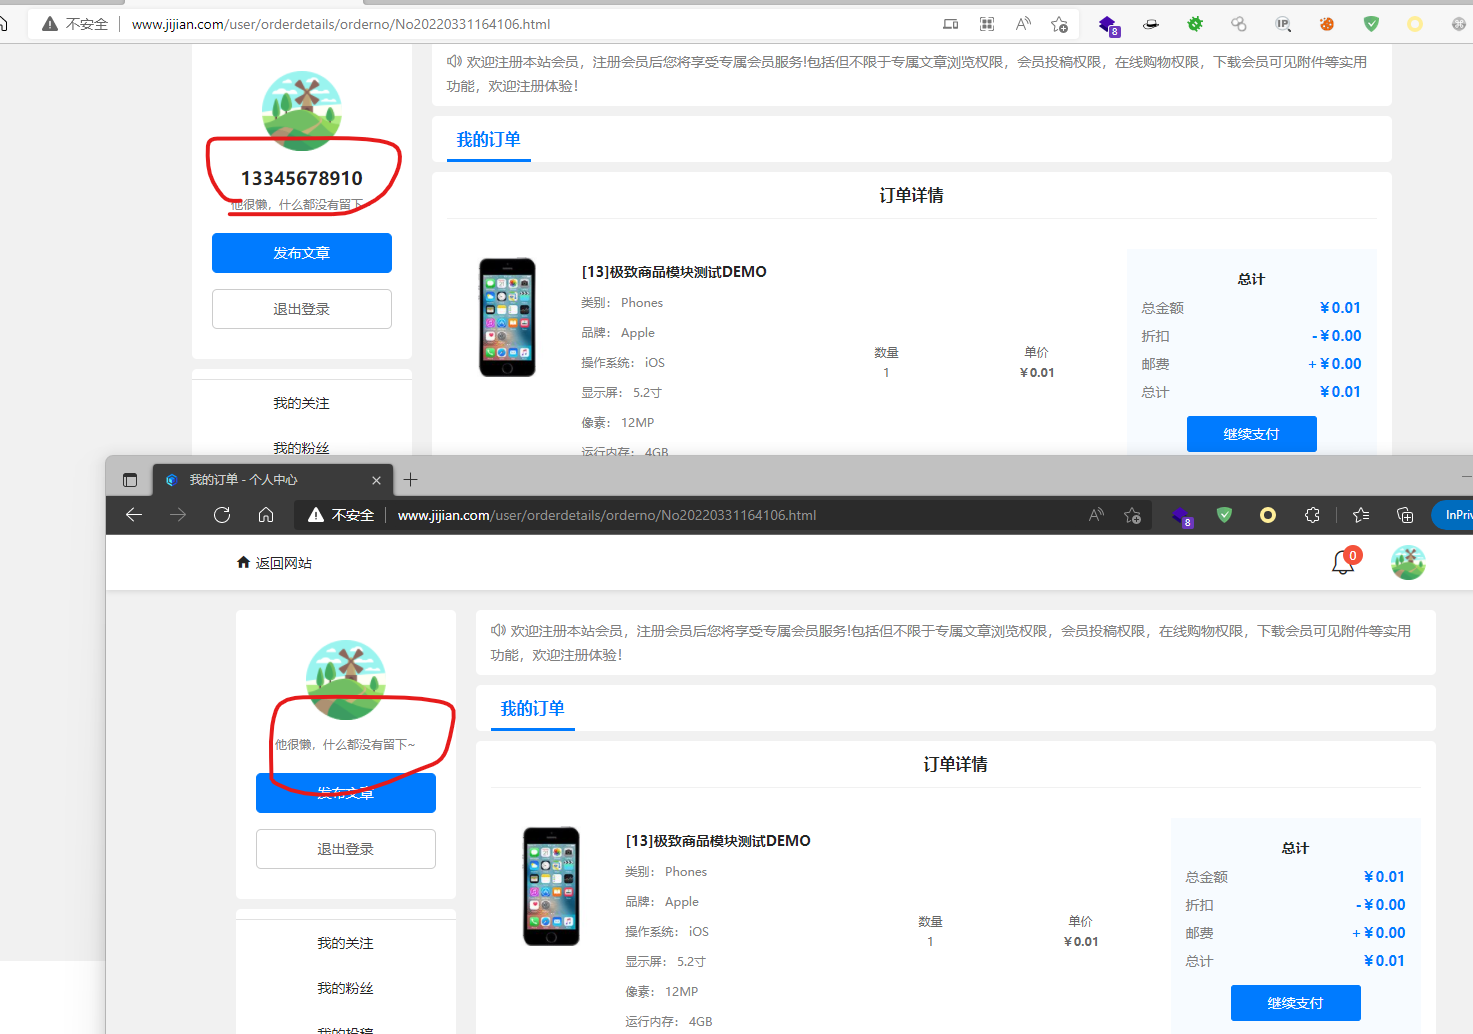 不安全 www.jijian.com/user/orderdetails/orderno/No20220331164106.html
8
IP
欢迎注册本站会员，注册会员后您将享受专属会员服务!包括但不限于专属文章浏览权限，会员投稿权限，在线购物权限，下载会员可见附件等实用
功能，欢迎注册体验！
我的订单
13345678910
他很懒，什么都没有留下
发布文章
退出登录
我的关注
我的粉丝
订单详情
[13]极致商品模块测试DEMO
类别： Phones
品牌： Apple
操作系统： iOS
显示屏： 5.2寸
像素： 12MP
运行内存： 4GB
数量
1
单价
￥0.01
总计
总金额 ￥0.01
折扣 -￥0.00
邮费 +￥0.00
总计 ￥0.01
继续支付
我的订单 - 个人中心
不安全 www.jijian.com/user/orderdetails/orderno/No20220331164106.html
8
InPriv
返回网站
0
欢迎注册本站会员，注册会员后您将享受专属会员服务!包括但不限于专属文章浏览权限，会员投稿权限，在线购物权限，下载会员可见附件等实用
功能，欢迎注册体验！
我的订单
他很懒，什么都没有留下~
发布文章
退出登录
我的关注
我的粉丝
我的投稿
订单详情
[13]极致商品模块测试DEMO
类别： Phones
品牌： Apple
操作系统： iOS
显示屏： 5.2寸
像素： 12MP
运行内存： 4GB
数量
1
单价
￥0.01
总计
总金额 ￥0.01
折扣 -￥0.00
邮费 +￥0.00
总计 ￥0.01
继续支付